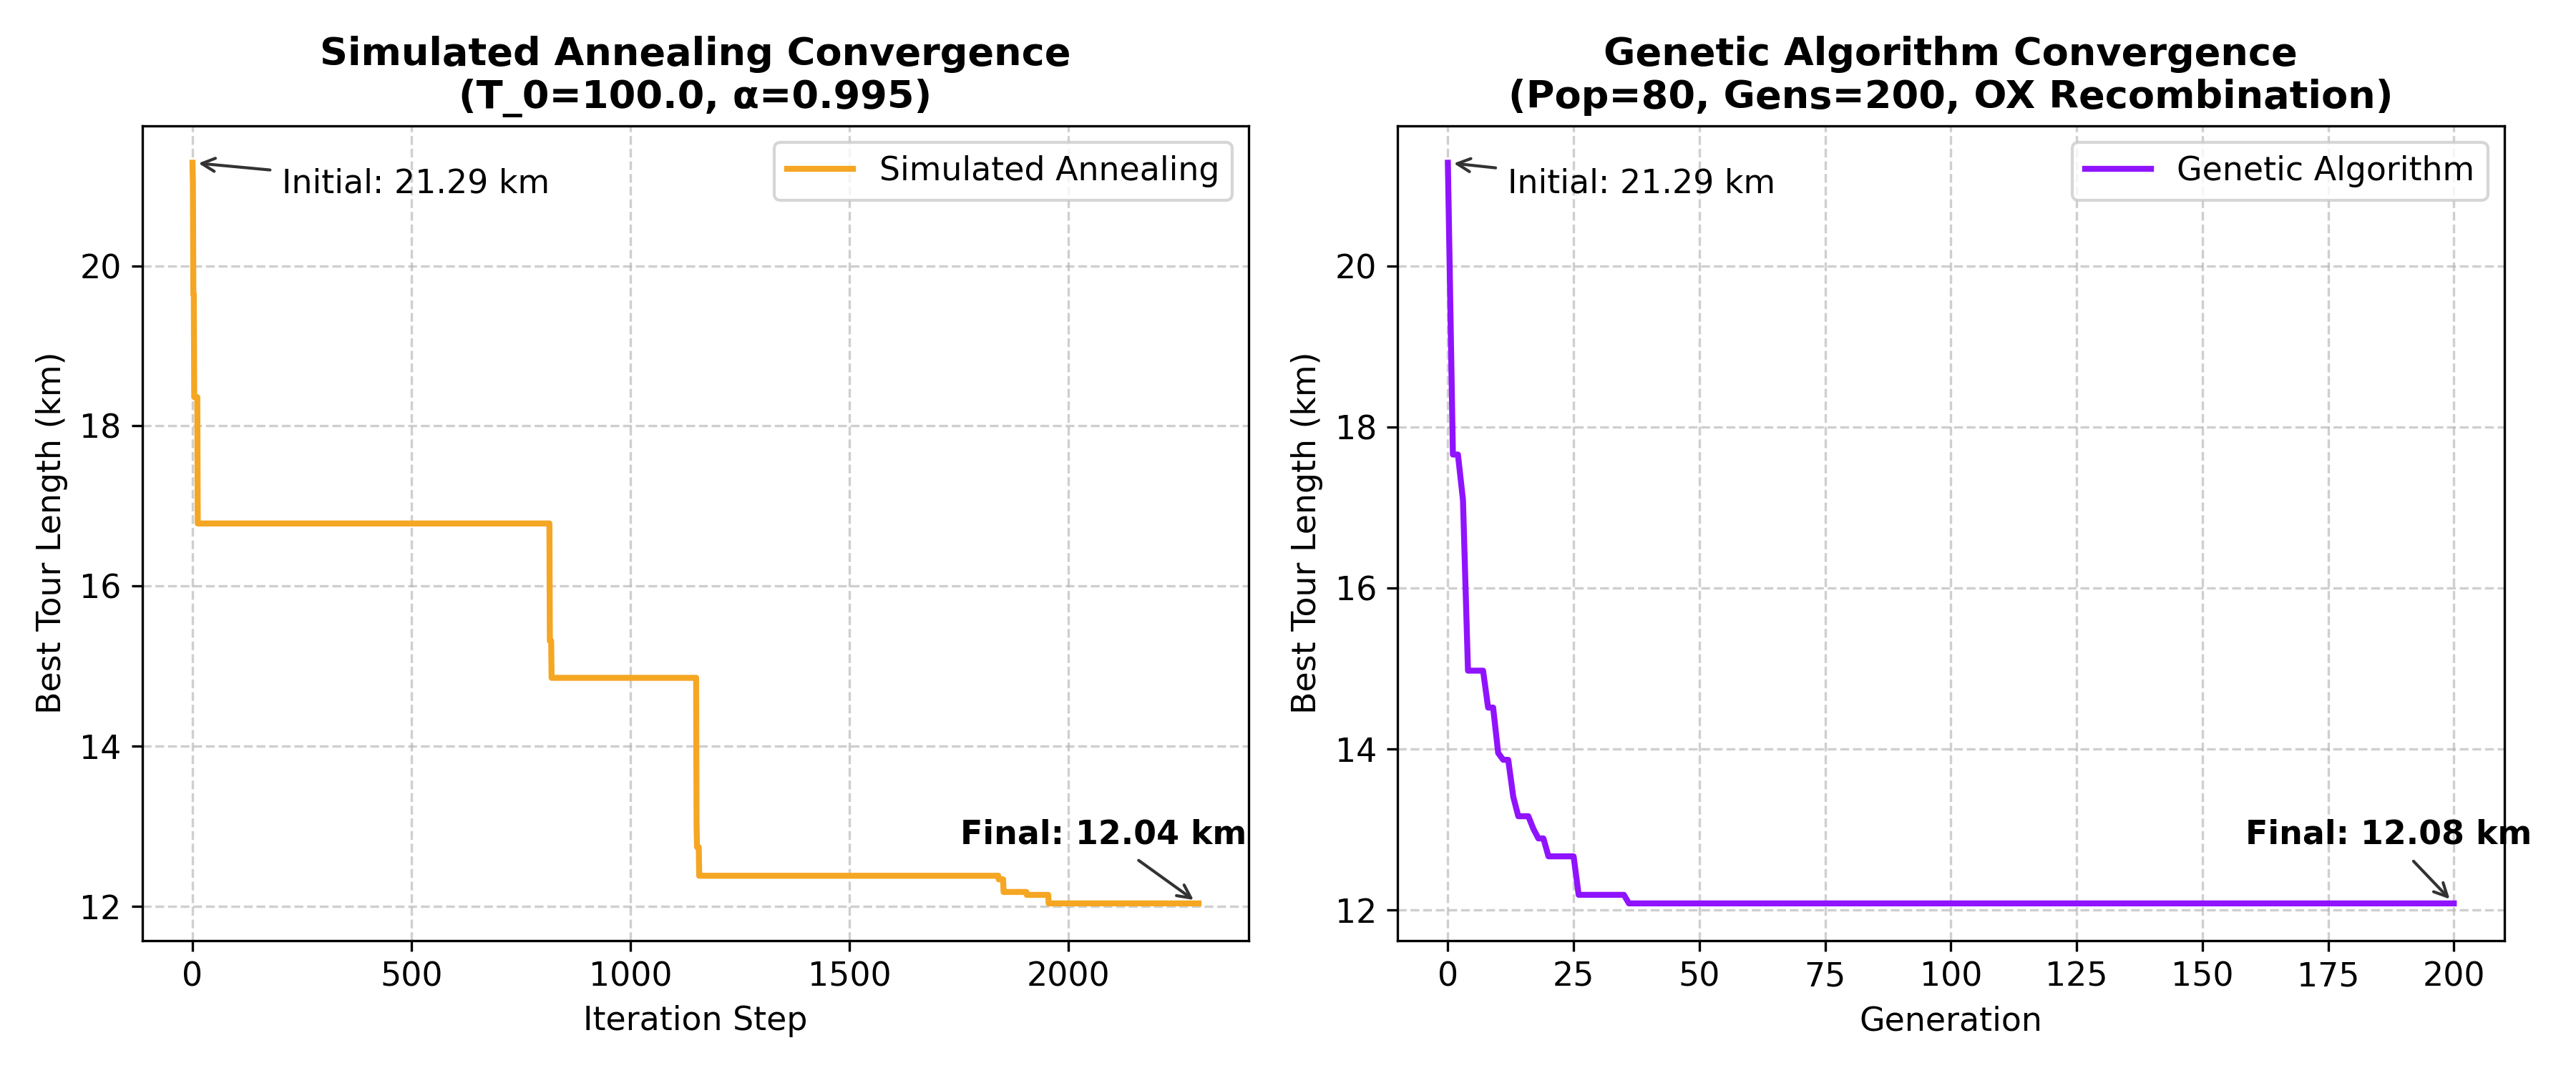 Simulated Annealing Convergence
(T_0=100.0, α=0.995)
Simulated Annealing
Initial: 21.29 km
20
18
16
14
12
Best Tour Length (km)
Final: 12.04 km
0 500 1000 1500 2000
Iteration Step
Genetic Algorithm Convergence
(Pop=80, Gens=200, OX Recombination)
Genetic Algorithm
Initial: 21.29 km
20
18
16
14
12
Best Tour Length (km)
Final: 12.08 km
0 25 50 75 100 125 150 175 200
Generation